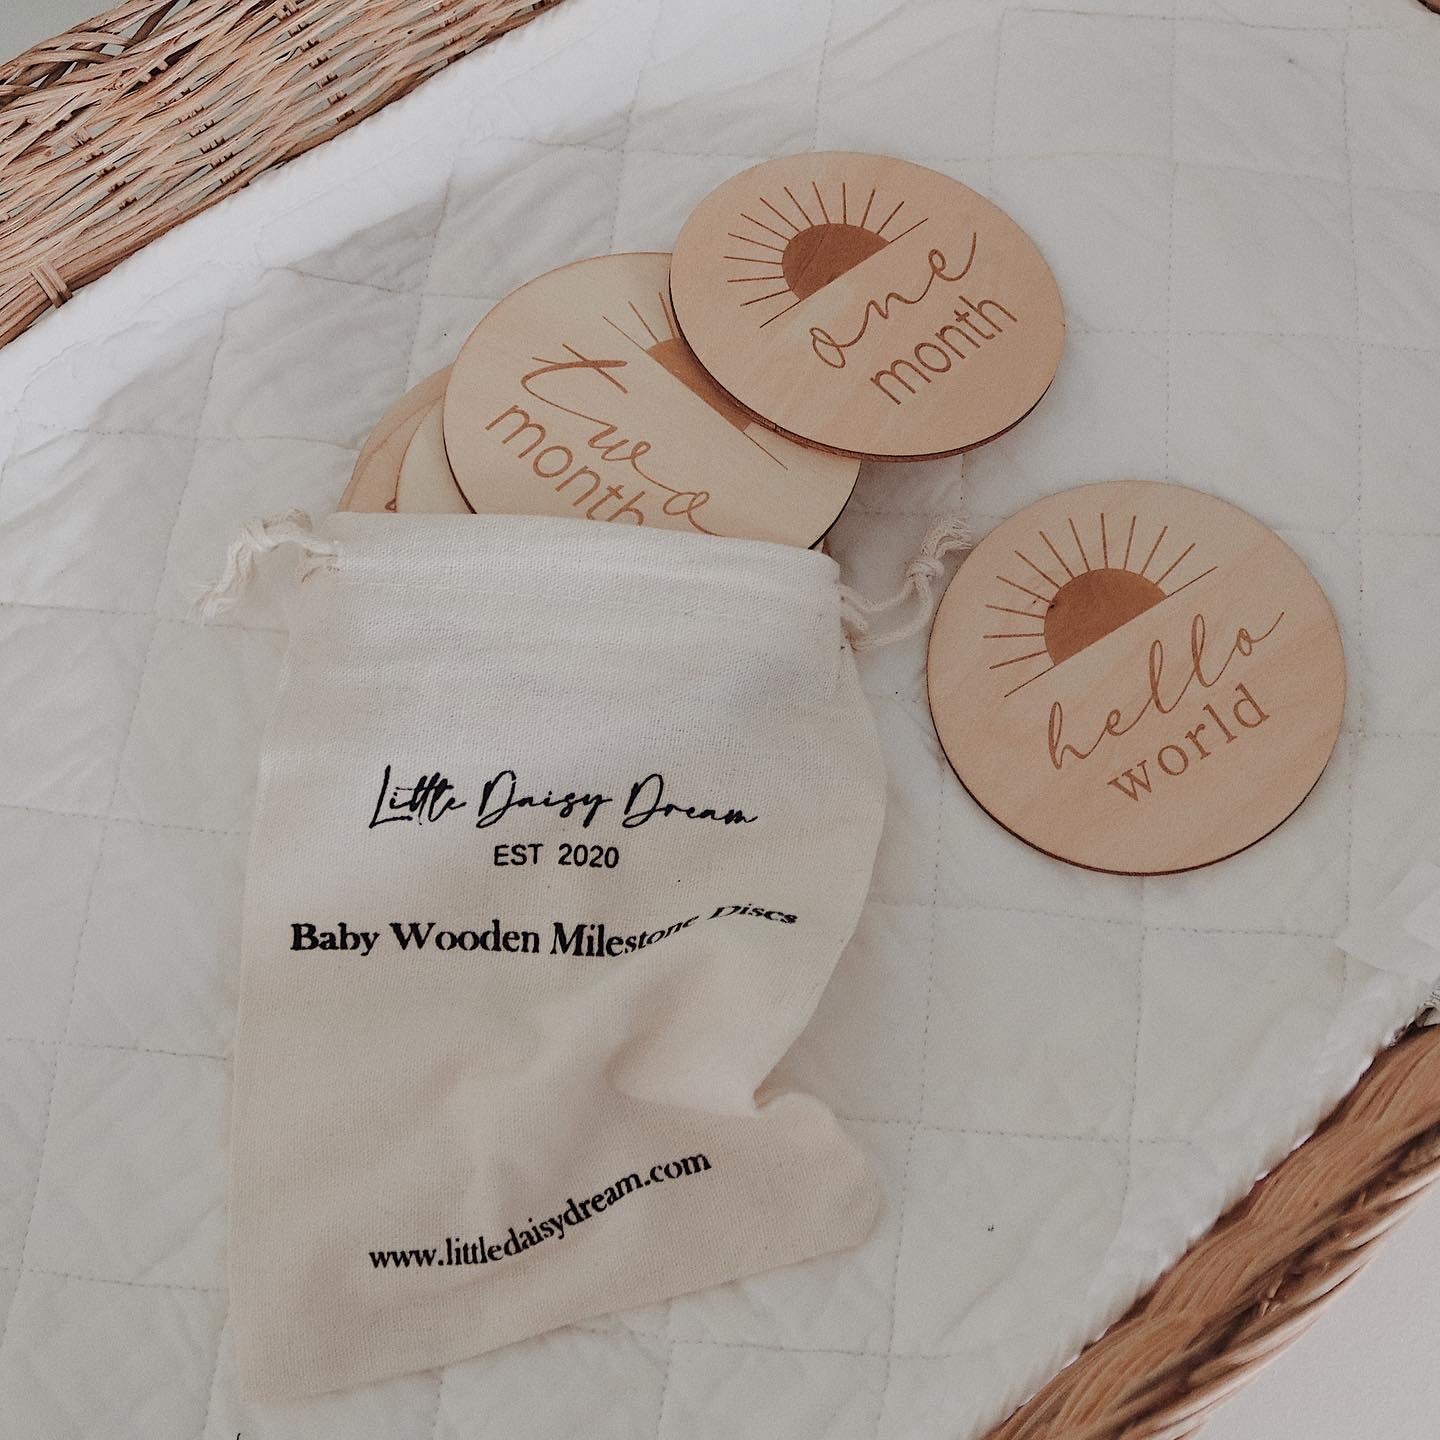 one
month
two
month
hello
world
Little Daisy Dream
EST 2020
Baby Wooden Milestone Discs
www.littledaisydream.com